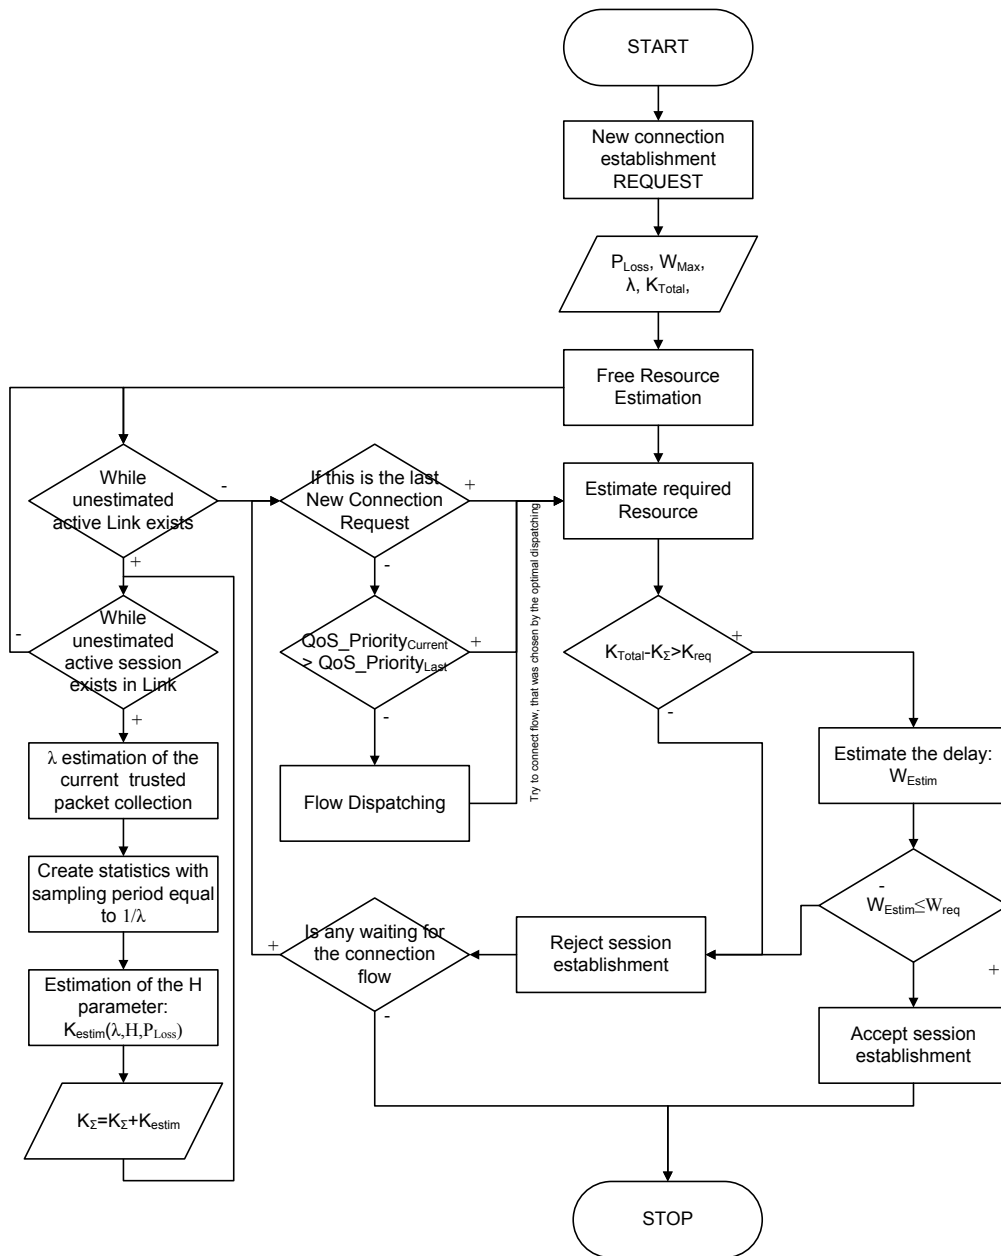 START
New connection
establishment
REQUEST
P_Loss, W_Max,
λ, K_Total,
Free Resource
Estimation
While
unestimated
active Link exists
-
+
If this is the last
New Connection
Request
+
-
Estimate required
Resource
Try to connect flow, that was chosen by the optimal dispatching
While
unestimated
active session
exists in Link
-
+
QoS_Priority_Current
> QoS_Priority_Last
+
-
K_Total-K_Σ>K_req
+
-
λ estimation of the
current trusted
packet collection
Flow Dispatching
Estimate the delay:
W_Estim
Create statistics with
sampling period equal
to 1/λ
-
W_Estim≤W_req
+
Is any waiting for
the connection
flow
+
-
Reject session
establishment
Estimation of the H
parameter:
K_estim(λ,H,P_Loss)
Accept session
establishment
K_Σ=K_Σ+K_estim
STOP